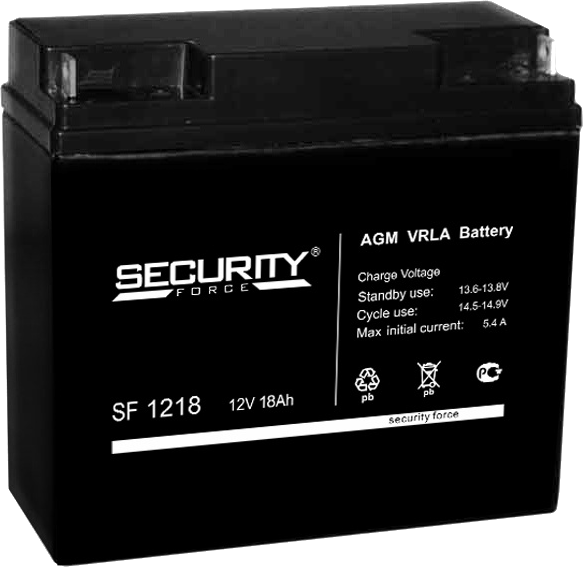 SECURITY®
FORCE
SF 1218 12V 18Ah
AGM VRLA Battery
Charge Voltage
Standby use: 13.6-13.8V
Cycle use: 14.5-14.9V
Max initial current: 5.4 A
pb pb
security force